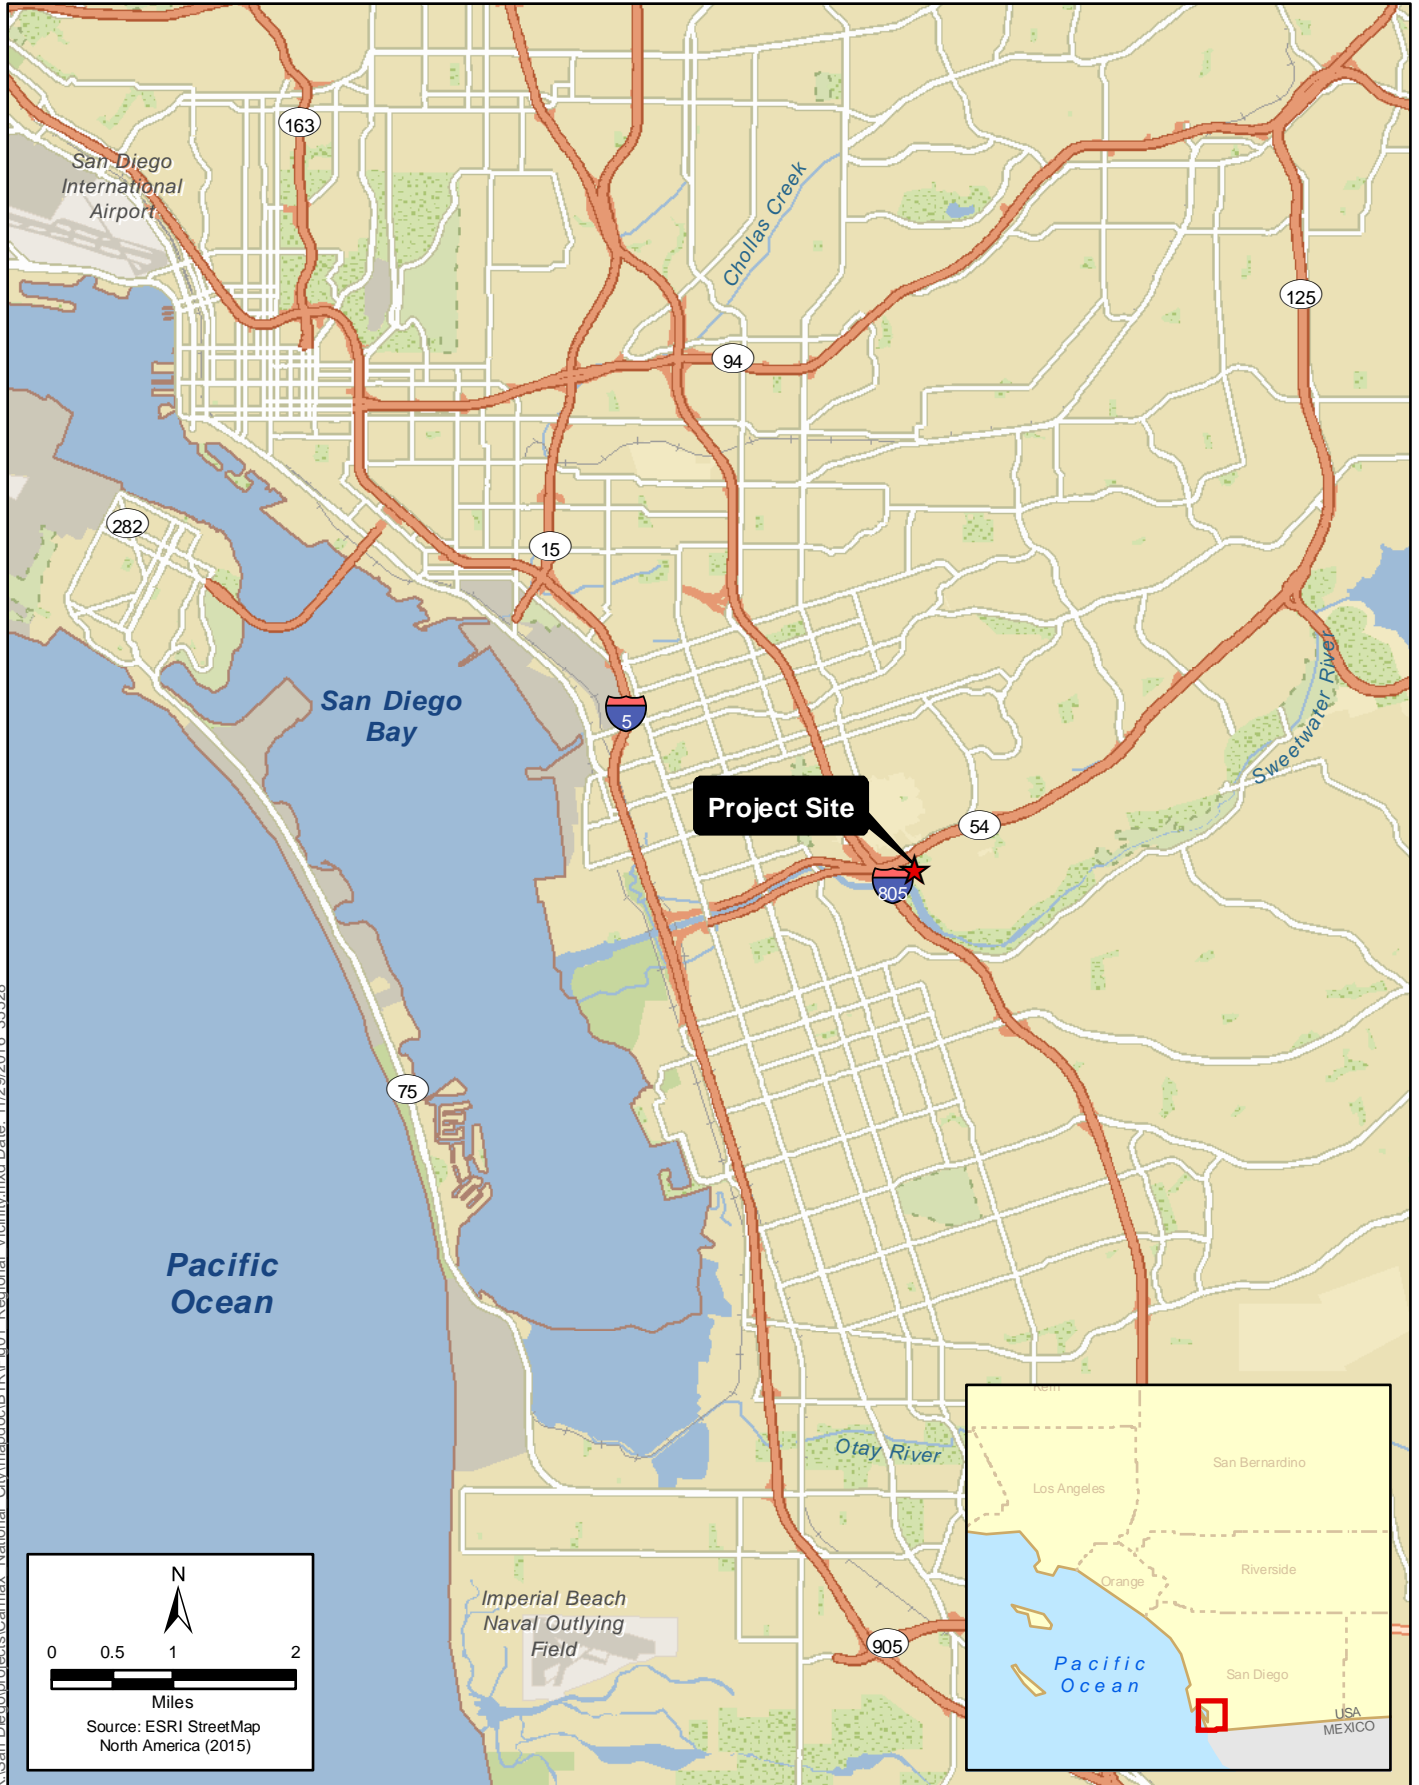 163
San Diego
International
Airport
Chollas Creek
125
94
282
15
San Diego
Bay
5
Sweetwater River
Project Site
54
805
75
Pacific
Ocean
Otay River
Imperial Beach
Naval Outlying
Field
905
N
0 0.5 1 2
Miles
Source: ESRI StreetMap
North America (2015)
Kern
San Bernardino
Los Angeles
Riverside
Orange
San Diego
Pacific
Ocean
USA
MEXICO